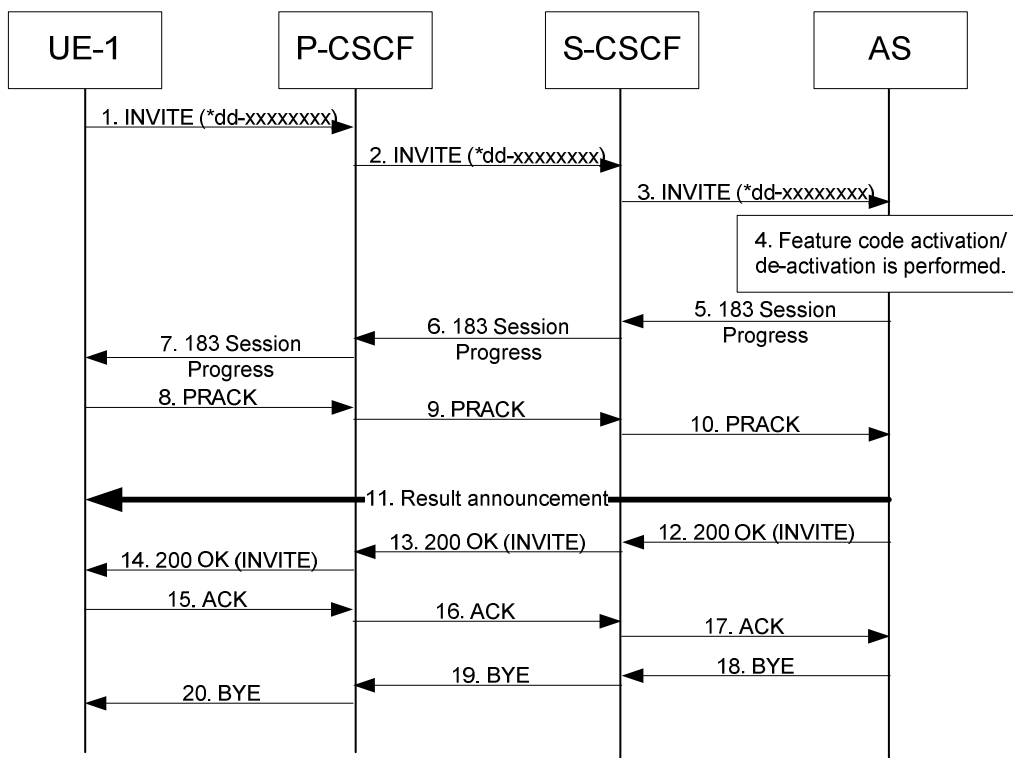 UE-1
P-CSCF
S-CSCF
AS
1. INVITE (*dd-xxxxxxxx)
2. INVITE (*dd-xxxxxxxx)
3. INVITE (*dd-xxxxxxxx)
4. Feature code activation/
de-activation is performed.
5. 183 Session
Progress
6. 183 Session
Progress
7. 183 Session
Progress
8. PRACK
9. PRACK
10. PRACK
11. Result announcement
12. 200 OK (INVITE)
13. 200 OK (INVITE)
14. 200 OK (INVITE)
15. ACK
16. ACK
17. ACK
18. BYE
19. BYE
20. BYE